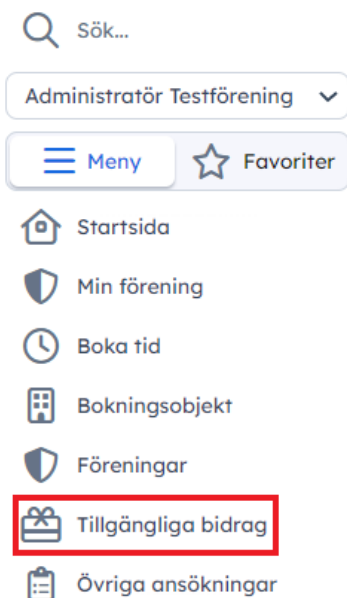 Sök...
Administratör Testförening
Meny Favoriter
Startsida
Min förening
Boka tid
Bokningsobjekt
Föreningar
Tillgängliga bidrag
Övriga ansökningar